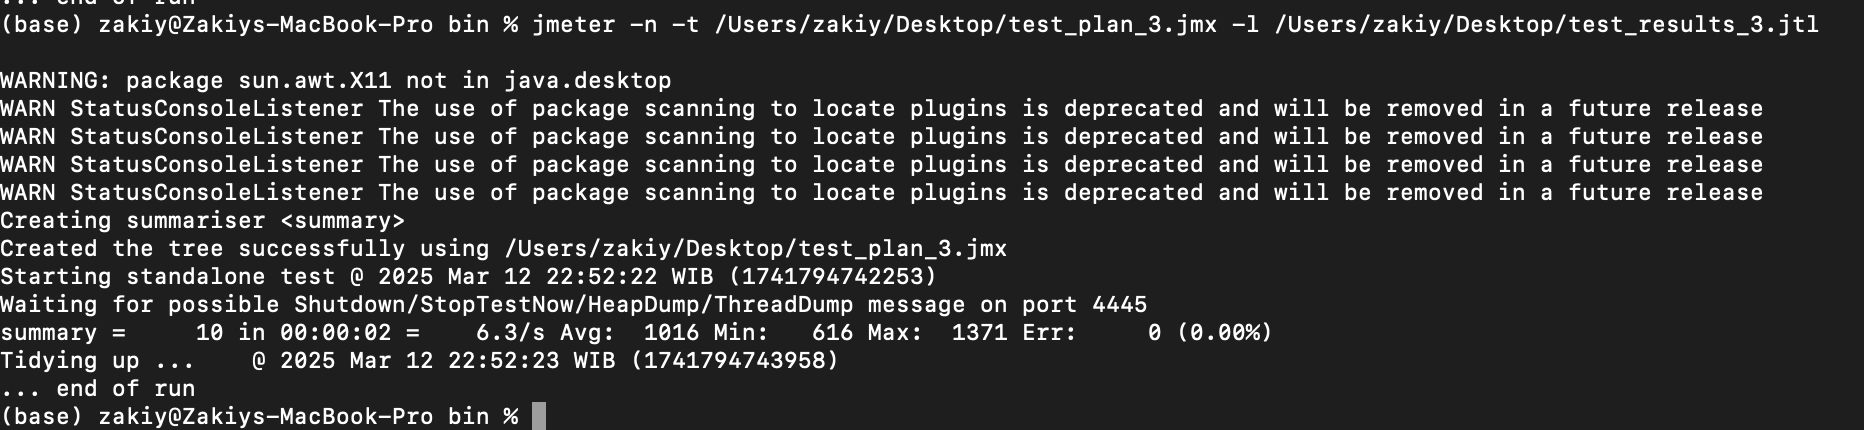 ... end of run
(base) zakiy@Zakiys-MacBook-Pro bin % jmeter -n -t /Users/zakiy/Desktop/test_plan_3.jmx -l /Users/zakiy/Desktop/test_results_3.jtl
WARNING: package sun.awt.X11 not in java.desktop
WARN StatusConsoleListener The use of package scanning to locate plugins is deprecated and will be removed in a future release
WARN StatusConsoleListener The use of package scanning to locate plugins is deprecated and will be removed in a future release
WARN StatusConsoleListener The use of package scanning to locate plugins is deprecated and will be removed in a future release
WARN StatusConsoleListener The use of package scanning to locate plugins is deprecated and will be removed in a future release
Creating summariser <summary>
Created the tree successfully using /Users/zakiy/Desktop/test_plan_3.jmx
Starting standalone test @ 2025 Mar 12 22:52:22 WIB (1741794742253)
Waiting for possible Shutdown/StopTestNow/HeapDump/ThreadDump message on port 4445
summary =     10 in 00:00:02 =    6.3/s Avg:  1016 Min:   616 Max:  1371 Err:     0 (0.00%)
Tidying up ...    @ 2025 Mar 12 22:52:23 WIB (1741794743958)
... end of run
(base) zakiy@Zakiys-MacBook-Pro bin %